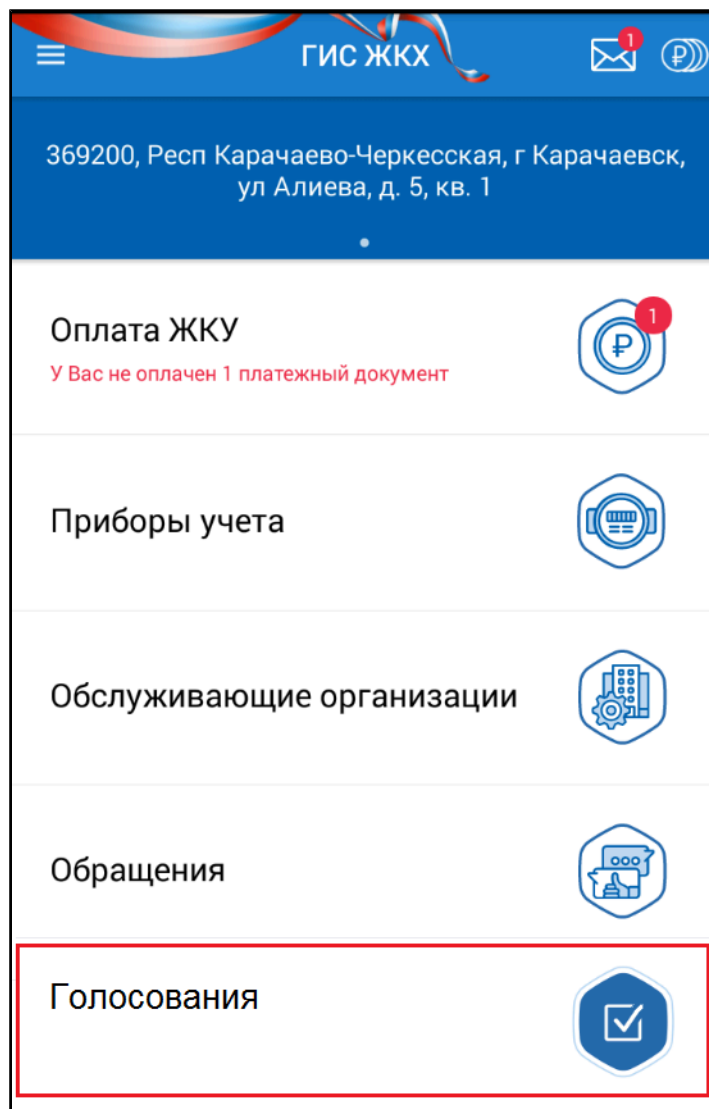 ГИС ЖКХ
1
₽
369200, Респ Карачаево-Черкесская, г Карачаевск,
ул Алиева, д. 5, кв. 1
Оплата ЖКУ
1
₽
У Вас не оплачен 1 платежный документ
Приборы учета
Обслуживающие организации
Обращения
Голосования